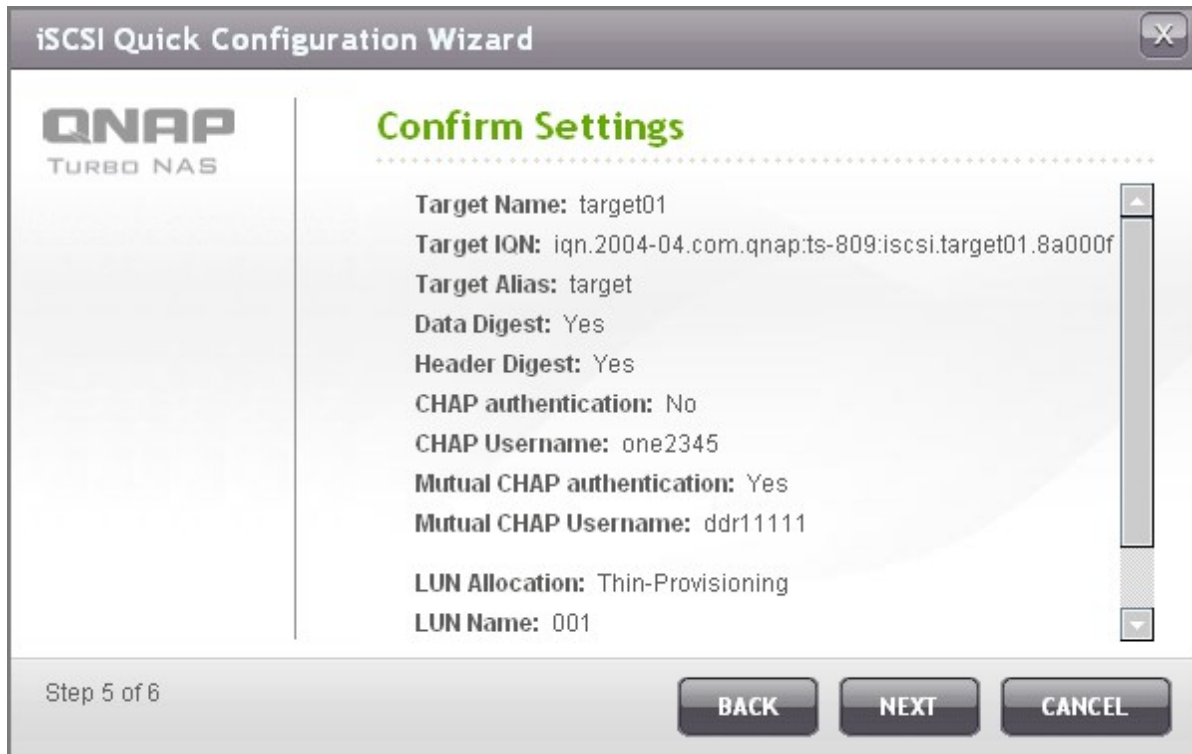 iSCSI Quick Configuration Wizard
X
QNAP
TURBO NAS
Confirm Settings
Target Name: target01
Target IQN: iqn.2004-04.com.qnap:ts-809:iscsi.target01.8a000f
Target Alias: target
Data Digest: Yes
Header Digest: Yes
CHAP authentication: No
CHAP Username: one2345
Mutual CHAP authentication: Yes
Mutual CHAP Username: ddr11111
LUN Allocation: Thin-Provisioning
LUN Name: 001
Step 5 of 6
BACK
NEXT
CANCEL